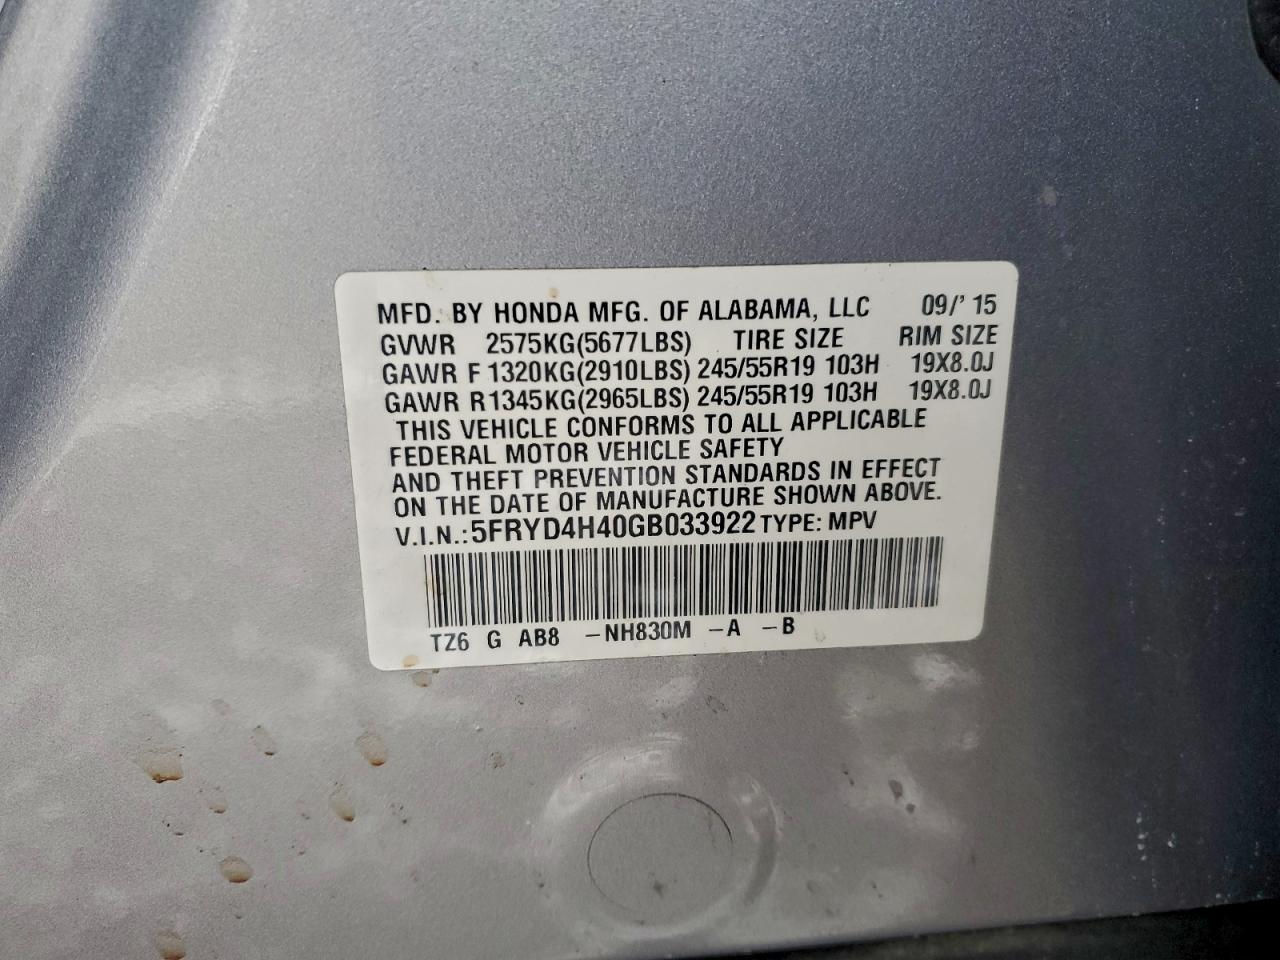 MFD. BY HONDA MFG. OF ALABAMA, LLC 09/'15
GVWR 2575KG(5677LBS) TIRE SIZE RIM SIZE
GAWR F 1320KG(2910LBS) 245/55R19 103H 19X8.0J
GAWR R 1345KG(2965LBS) 245/55R19 103H 19X8.0J
THIS VEHICLE CONFORMS TO ALL APPLICABLE
FEDERAL MOTOR VEHICLE SAFETY
AND THEFT PREVENTION STANDARDS IN EFFECT
ON THE DATE OF MANUFACTURE SHOWN ABOVE.
V.I.N.: 5FRYD4H40GB033922 TYPE: MPV
TZ6 G AB8 -NH830M -A -B